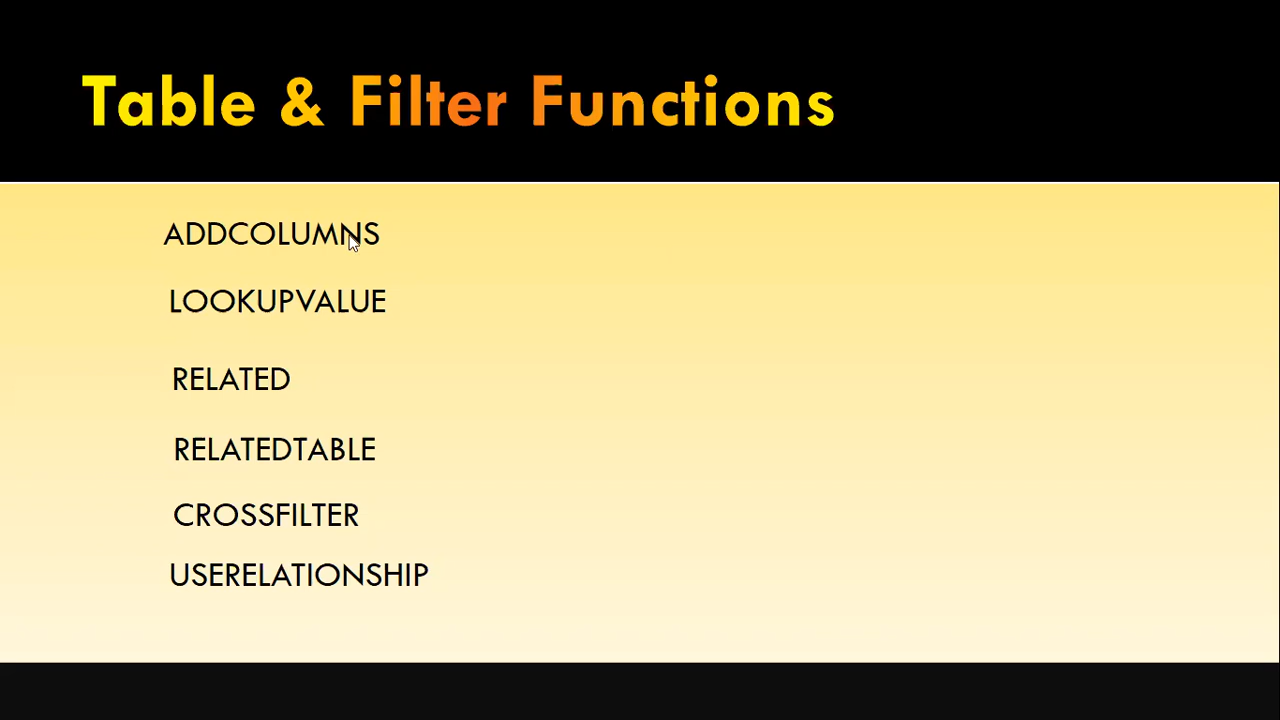 Table & Filter Functions
ADDCOLUMNS
LOOKUPVALUE
RELATED
RELATEDTABLE
CROSSFILTER
USERELATIONSHIP